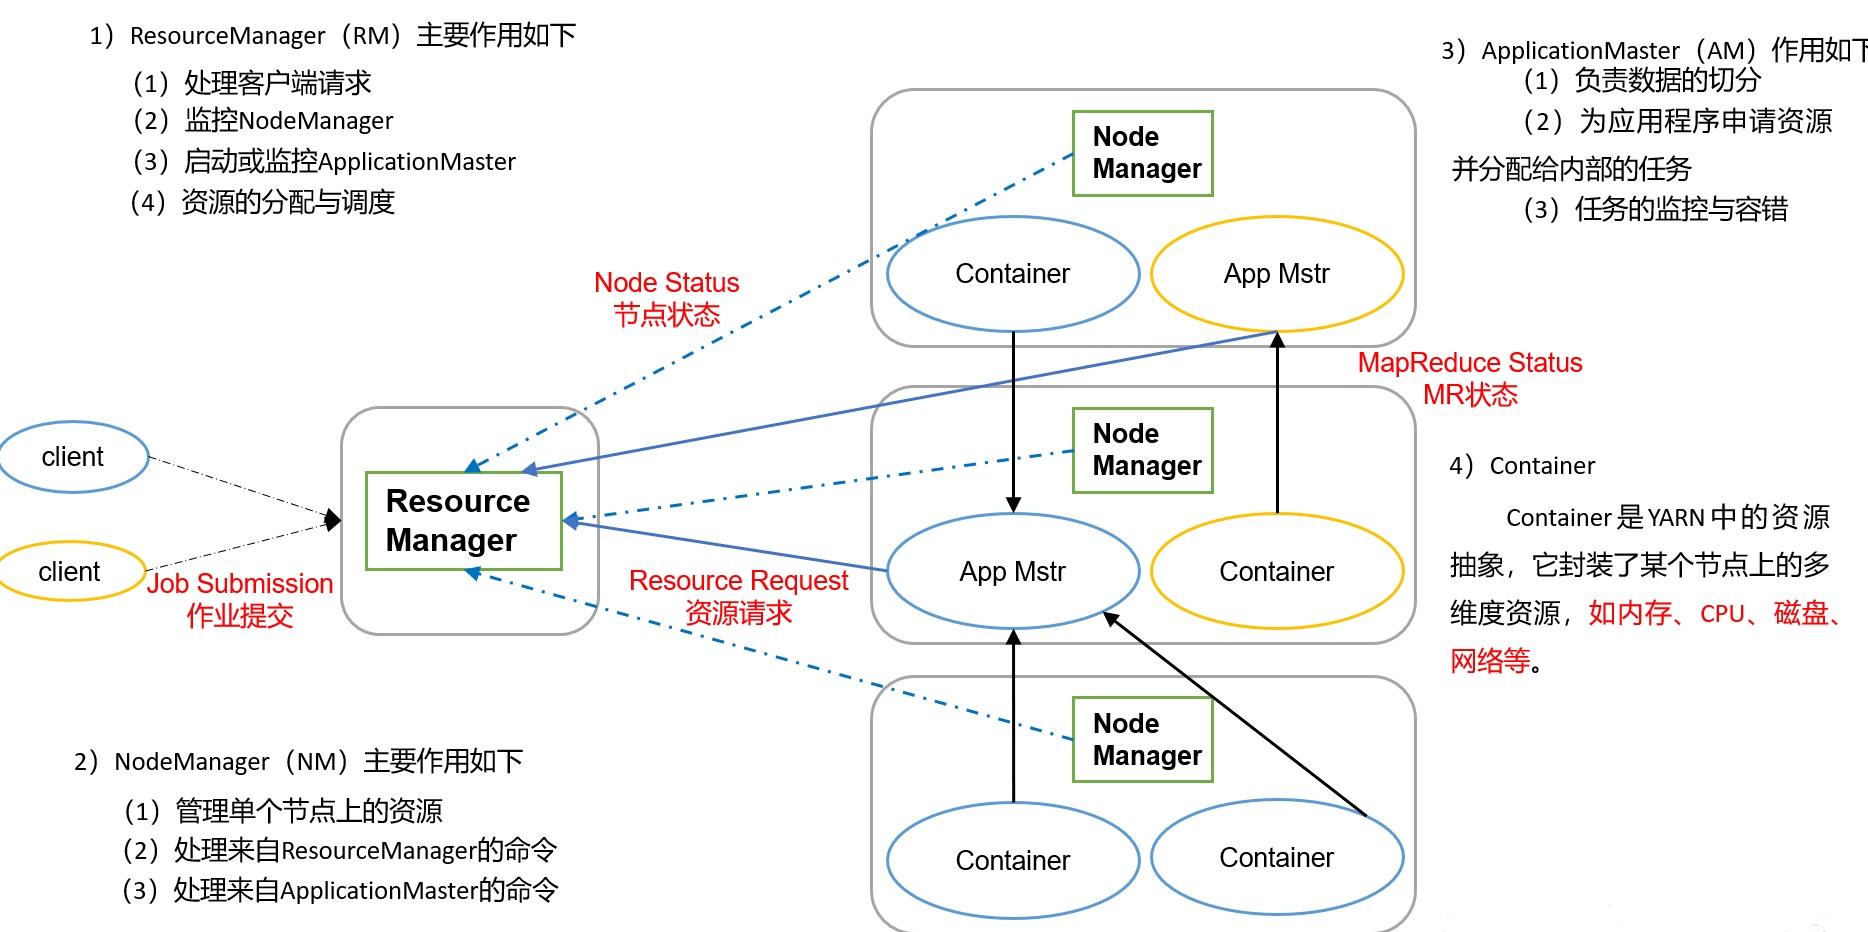 1）ResourceManager（RM）主要作用如下
（1）处理客户端请求
（2）监控NodeManager
（3）启动或监控ApplicationMaster
（4）资源的分配与调度
3）ApplicationMaster（AM）作用如下
（1）负责数据的切分
（2）为应用程序申请资源
并分配给内部的任务
（3）任务的监控与容错
Node
Manager
Container
App Mstr
Node Status
节点状态
MapReduce Status
MR状态
Node
Manager
client
Resource
Manager
client
Job Submission
作业提交
Resource Request
资源请求
App Mstr
Container
4）Container
Container是YARN中的资源
抽象，它封装了某个节点上的多
维度资源，如内存、CPU、磁盘、
网络等。
Node
Manager
Container
Container
2）NodeManager（NM）主要作用如下
（1）管理单个节点上的资源
（2）处理来自ResourceManager的命令
（3）处理来自ApplicationMaster的命令